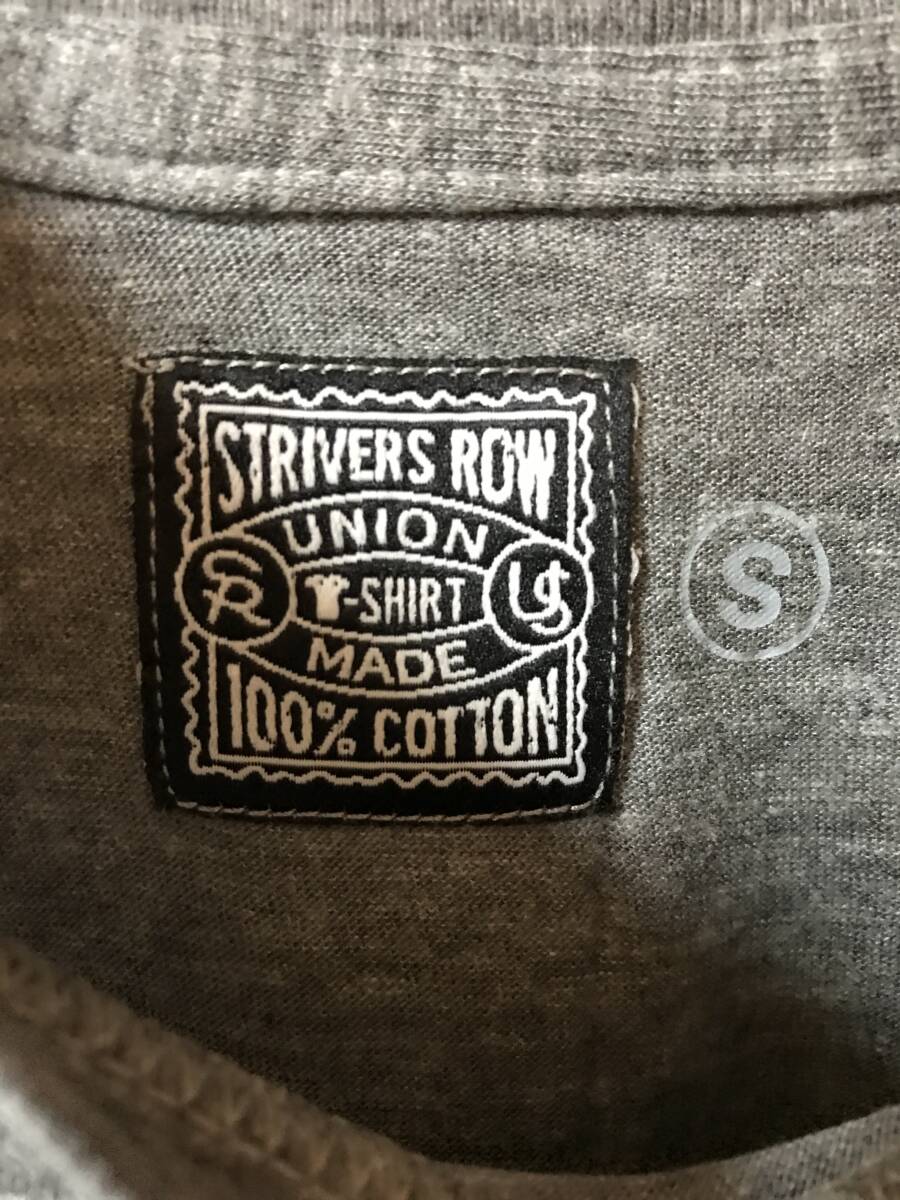 STRIVERS ROW
UNION
SR
-SHIRT
US
MADE
100% COTTON
S